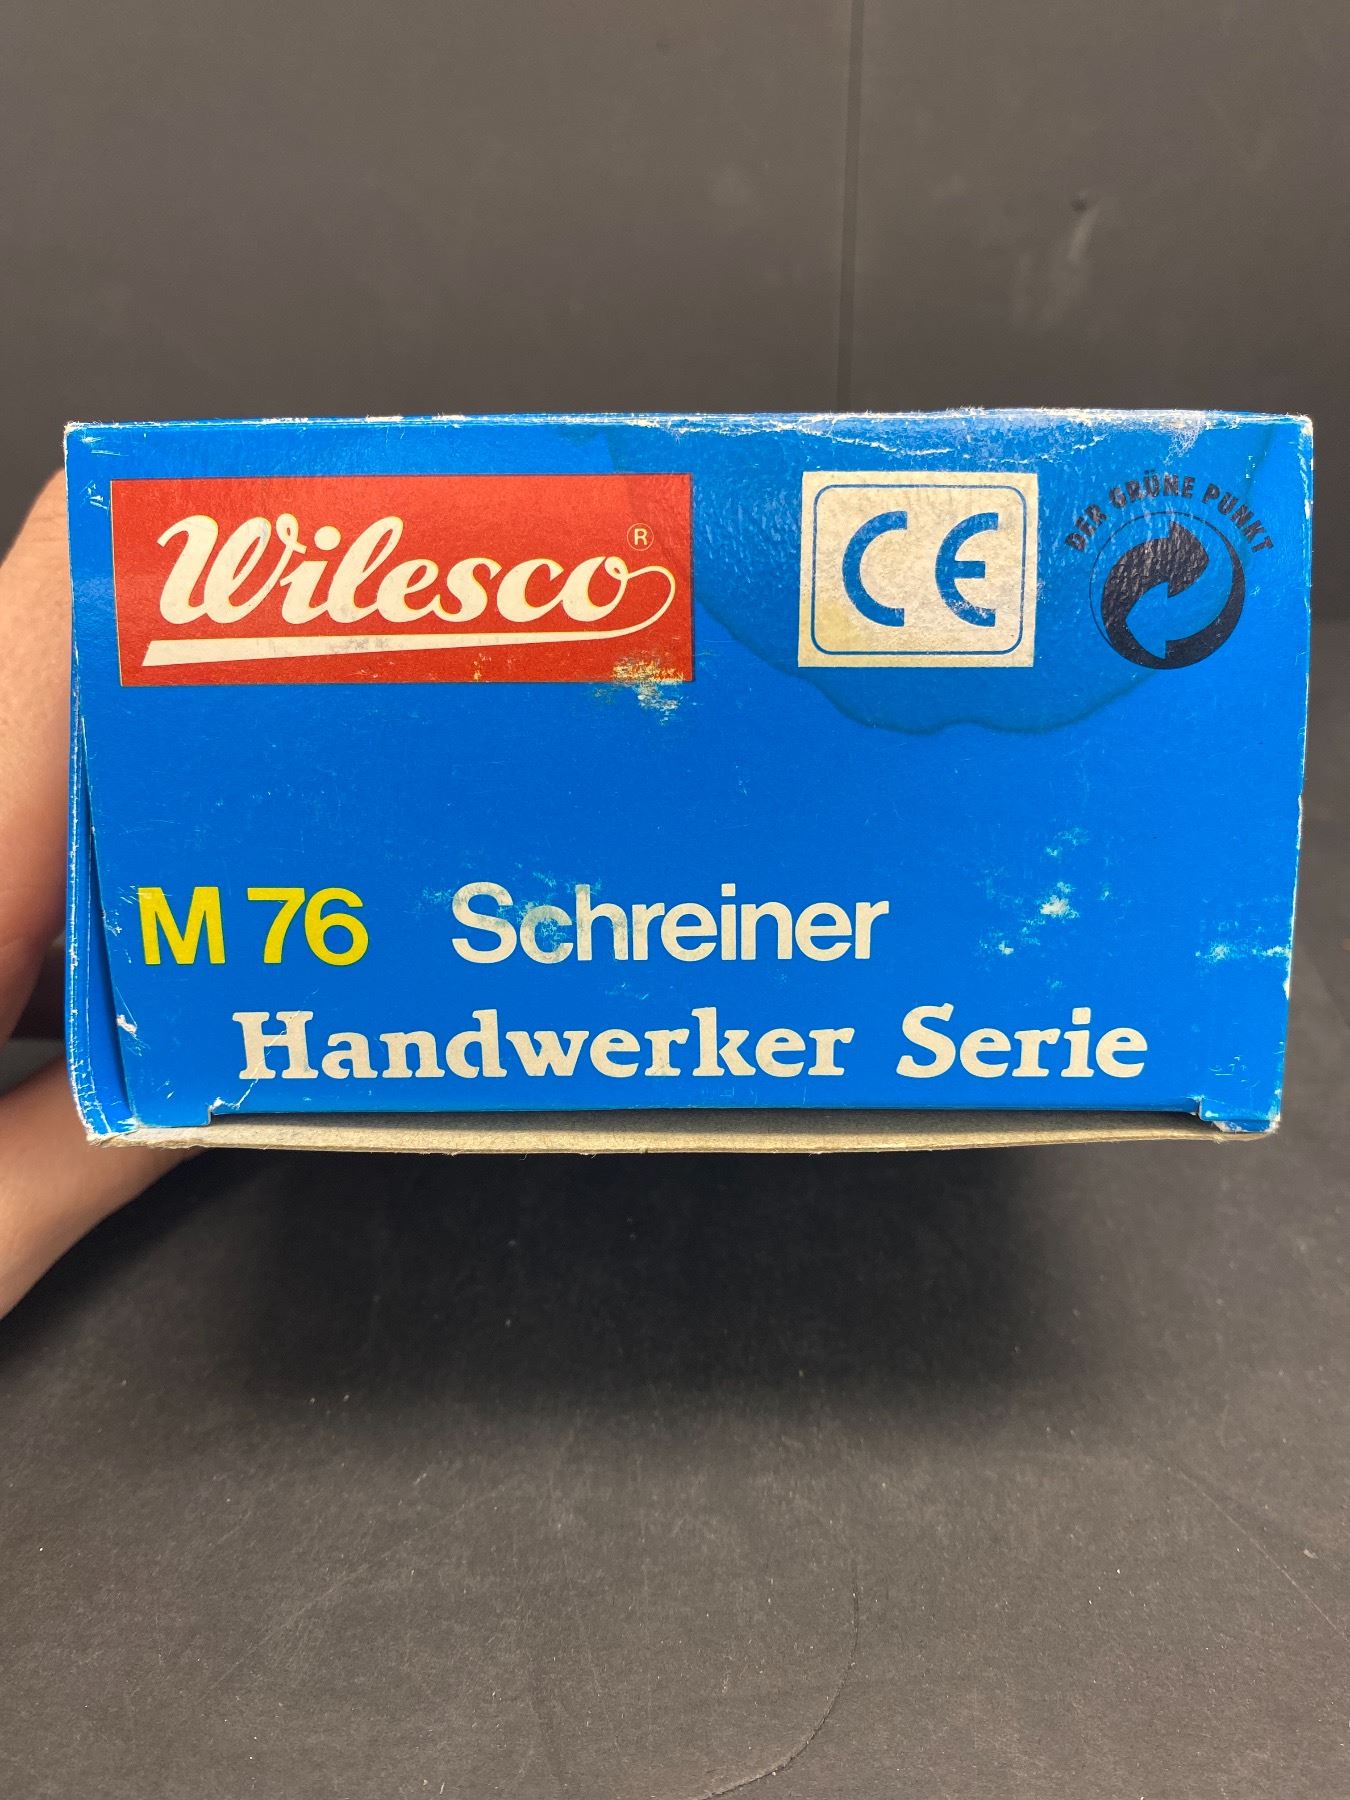 Wilesco ®
CE
DER GRÜNE PUNKT
M 76 Schreiner
Handwerker Serie